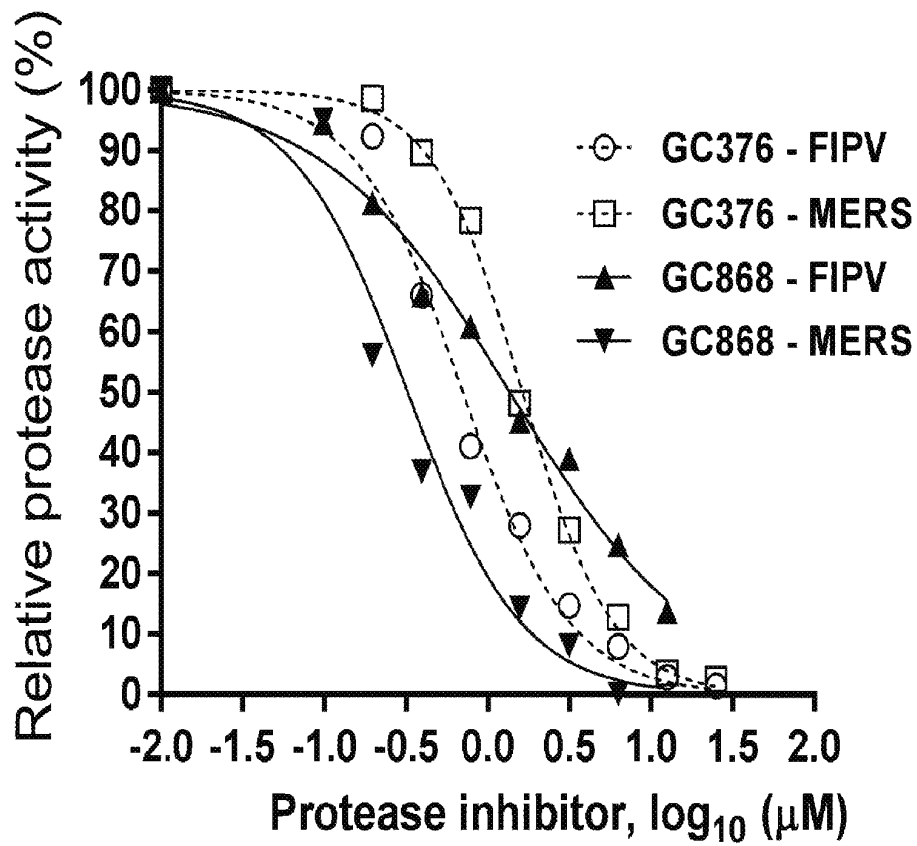 Relative protease activity (%)
100
90
80
70
60
50
40
30
20
10
0
-2.0 -1.5 -1.0 -0.5 0.0 0.5 1.0 1.5 2.0
Protease inhibitor, log10 (μM)
GC376 - FIPV
GC376 - MERS
GC868 - FIPV
GC868 - MERS